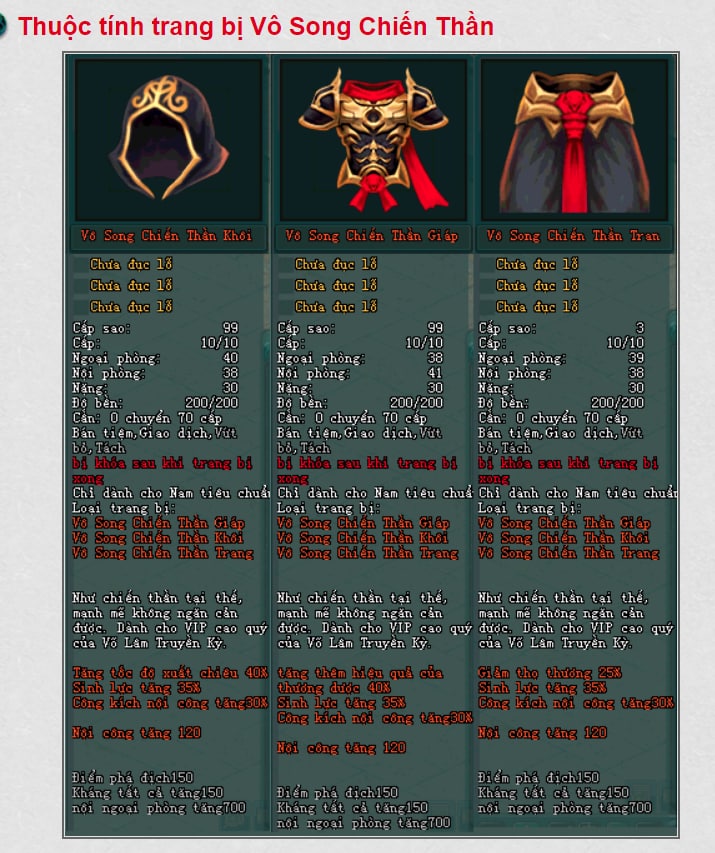 Thuộc tính trang bị Vô Song Chiến Thần
Vô Song Chiến Thần Khôi
Chưa đục lỗ
Chưa đục lỗ
Chưa đục lỗ
Cấp sao: 99
Cấp: 10/10
Ngoại phòng: 40
Nội phòng: 38
Nặng: 30
Độ bền: 200/200
Cần: 0 chuyển 70 cấp
Bán tiệm,Giao dịch,Vứt
bỏ,Tách
bị khóa sau khi trang bị
xong
Chỉ dành cho Nam tiêu chuẩ
Loại trang bị:
Vô Song Chiến Thần Giáp
Vô Song Chiến Thần Khôi
Vô Song Chiến Thần Trang
Như chiến thần tại thế,
mạnh mẽ không ngăn cản
được. Dành cho VIP cao quý
của Võ Lâm Truyền Kỳ.
Tăng tốc độ xuất chiêu 40%
Sinh lực tăng 35%
Công kích nội công tăng30%
Nội công tăng 120
Điểm phá địch150
Kháng tất cả tăng150
nội ngoại phòng tăng700
Vô Song Chiến Thần Giáp
Chưa đục lỗ
Chưa đục lỗ
Chưa đục lỗ
Cấp sao: 99
Cấp: 10/10
Ngoại phòng: 38
Nội phòng: 41
Nặng: 30
Độ bền: 200/200
Cần: 0 chuyển 70 cấp
Bán tiệm,Giao dịch,Vứt
bỏ,Tách
bị khóa sau khi trang bị
xong
Chỉ dành cho Nam tiêu chuẩ
Loại trang bị:
Vô Song Chiến Thần Giáp
Vô Song Chiến Thần Khôi
Vô Song Chiến Thần Trang
Như chiến thần tại thế,
mạnh mẽ không ngăn cản
được. Dành cho VIP cao quý
của Võ Lâm Truyền Kỳ.
tăng thêm hiệu quả của
thương dược 40%
Sinh lực tăng 35%
Công kích nội công tăng30%
Nội công tăng 120
Điểm phá địch150
Kháng tất cả tăng150
nội ngoại phòng tăng700
Vô Song Chiến Thần Tran
Chưa đục lỗ
Chưa đục lỗ
Chưa đục lỗ
Cấp sao: 3
Cấp: 10/10
Ngoại phòng: 39
Nội phòng: 38
Nặng: 30
Độ bền: 200/200
Cần: 0 chuyển 70 cấp
Bán tiệm,Giao dịch,Vứt
bỏ,Tách
bị khóa sau khi trang bị
xong
Chỉ dành cho Nam tiêu chuẩn
Loại trang bị:
Vô Song Chiến Thần Giáp
Vô Song Chiến Thần Khôi
Vô Song Chiến Thần Trang
Như chiến thần tại thế,
mạnh mẽ không ngăn cản
được. Dành cho VIP cao quý
của Võ Lâm Truyền Kỳ.
Giảm thọ thương 25%
Sinh lực tăng 35%
Công kích nội công tăng30%
Nội công tăng 120
Điểm phá địch150
Kháng tất cả tăng150
nội ngoại phòng tăng700